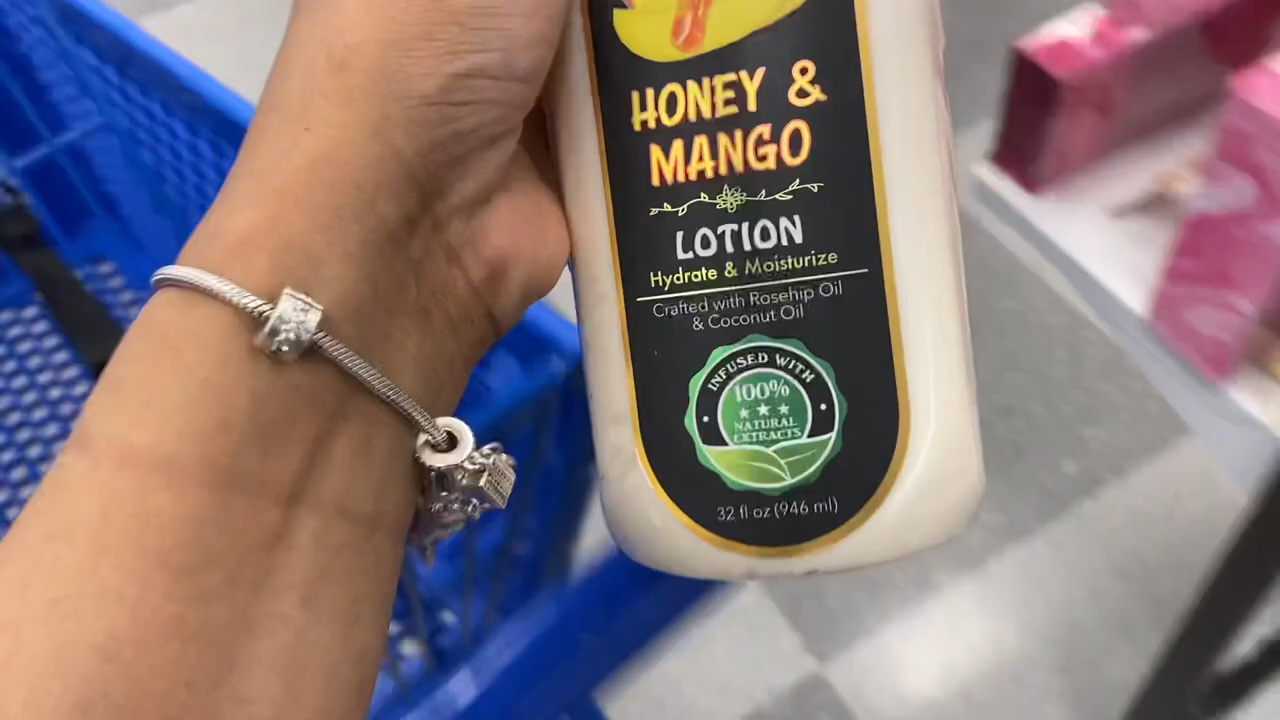 HONEY &
MANGO
LOTION
Hydrate & Moisturize
Crafted with Rosehip Oil
& Coconut Oil
INFUSED WITH
100%
NATURAL
EXTRACTS
32 fl oz (946 ml)